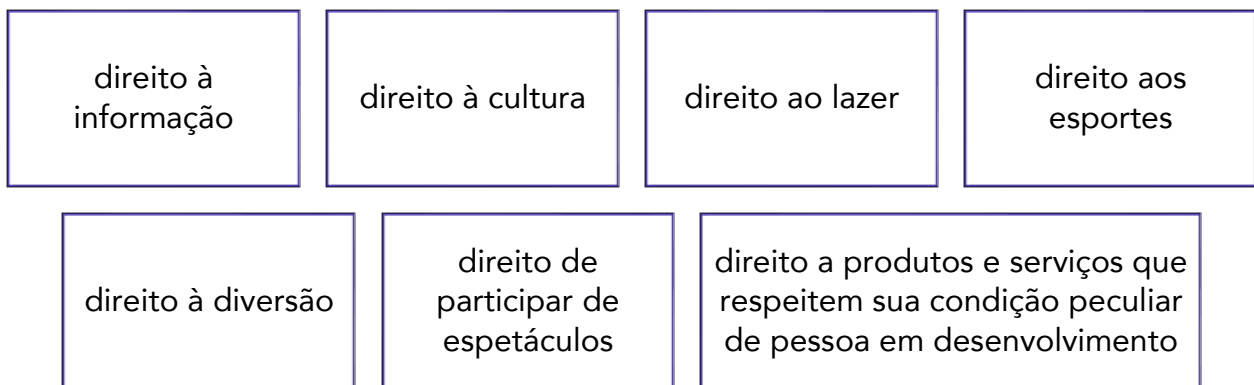 direito à
informação
direito à cultura
direito ao lazer
direito aos
esportes
direito à diversão
direito de
participar de
espetáculos
direito a produtos e serviços que
respeitem sua condição peculiar
de pessoa em desenvolvimento